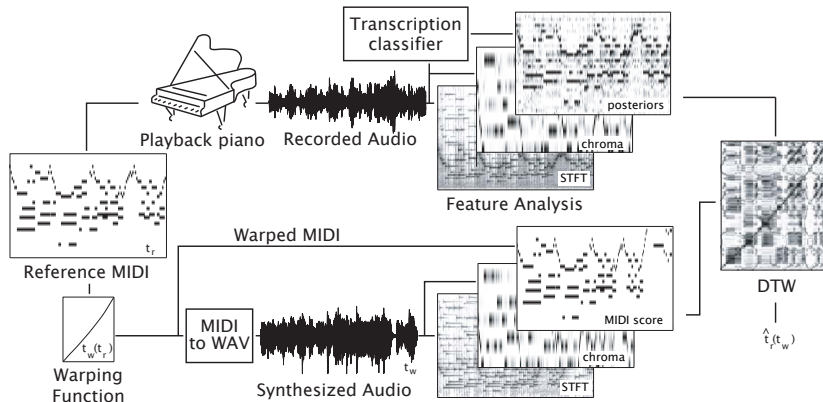 Transcription
classifier
posteriors
Playback piano
Recorded Audio
chroma
STFT
Feature Analysis
t_r
Reference MIDI
Warped MIDI
MIDI score
DTW
t_w(t_r)
MIDI
to WAV
t_w
chroma
STFT
t̂_r(t_w)
Warping
Function
Synthesized Audio